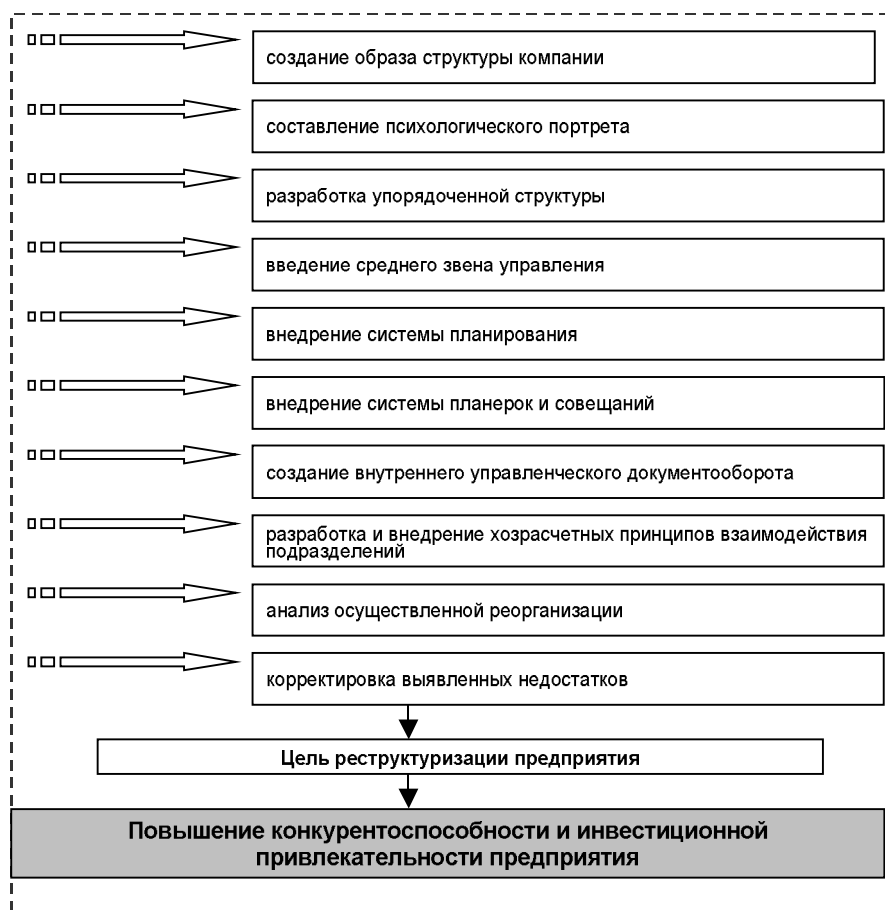 создание образа структуры компании
составление психологического портрета
разработка упорядоченной структуры
введение среднего звена управления
внедрение системы планирования
внедрение системы планерок и совещаний
создание внутреннего управленческого документооборота
разработка и внедрение хозрасчетных принципов взаимодействия
подразделений
анализ осуществленной реорганизации
корректировка выявленных недостатков
Цель реструктуризации предприятия
Повышение конкурентоспособности и инвестиционной
привлекательности предприятия